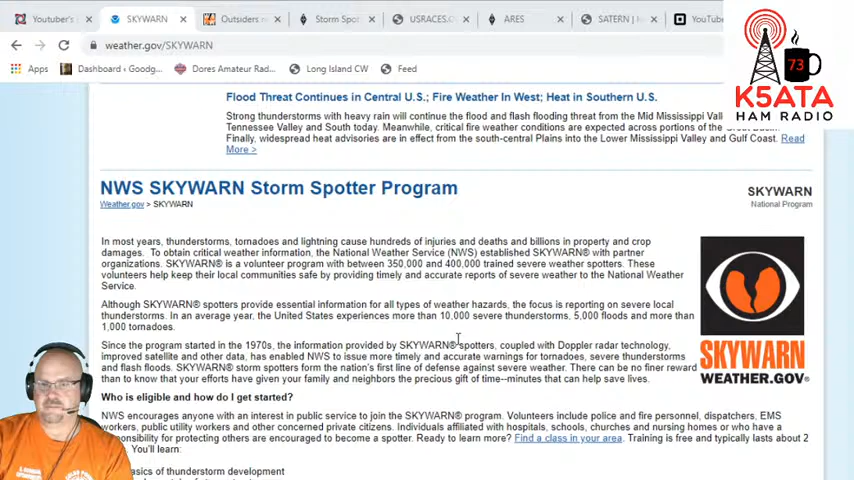 Youtuber's
SKYWARN
Outsiders
Storm Spot
USRACES.O
ARES
SATERN |
YouTube
weather.gov/SKYWARN
Apps
Dashboard ‹ Goodg...
Dores Amateur Rad...
Long Island CW
Feed
73
K5ATA
HAM RADIO
Flood Threat Continues in Central U.S.; Fire Weather In West; Heat in Southern U.S.
Strong thunderstorms with heavy rain will continue the flood and flash flooding threat from the Mid Mississippi
Tennessee Valley and South today. Meanwhile, critical fire weather conditions are expected across portions of the
Finally, widespread heat advisories are in effect from the south-central Plains into the Lower Mississippi Valley and Gulf Coast. Read
More >
NWS SKYWARN Storm Spotter Program
Weather.gov > SKYWARN
SKYWARN
National Program
In most years, thunderstorms, tornadoes and lightning cause hundreds of injuries and deaths and billions in property and crop
damages. To obtain critical weather information, the National Weather Service (NWS) established SKYWARN® with partner
organizations. SKYWARN® is a volunteer program with between 350,000 and 400,000 trained severe weather spotters. These
volunteers help keep their local communities safe by providing timely and accurate reports of severe weather to the National Weather
Service.
Although SKYWARN® spotters provide essential information for all types of weather hazards, the focus is reporting on severe local
thunderstorms. In an average year, the United States experiences more than 10,000 severe thunderstorms, 5,000 floods and more than
1,000 tornadoes.
Since the program started in the 1970s, the information provided by SKYWARN® spotters, coupled with Doppler radar technology,
improved satellite and other data, has enabled NWS to issue more timely and accurate warnings for tornadoes, severe thunderstorms
and flash floods. SKYWARN® storm spotters form the nation's first line of defense against severe weather. There can be no finer reward
than to know that your efforts have given your family and neighbors the precious gift of time--minutes that can help save lives.
SKYWARN
WEATHER.GOV®
Who is eligible and how do I get started?
NWS encourages anyone with an interest in public service to join the SKYWARN® program. Volunteers include police and fire personnel, dispatchers, EMS
workers, public utility workers and other concerned private citizens. Individuals affiliated with hospitals, schools, churches and nursing homes or who have a
responsibility for protecting others are encouraged to become a spotter. Ready to learn more? Find a class in your area. Training is free and typically lasts about 2
You'll learn:
basics of thunderstorm development